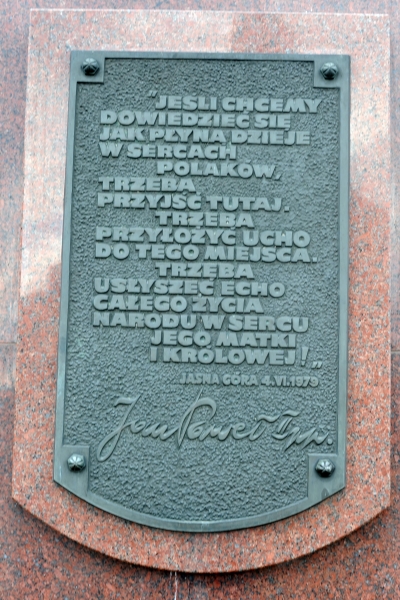 "JEŚLI CHCEMY
DOWIEDZIEĆ SIĘ
JAK PŁYNĄ DZIEJE
W SERCACH
POLAKÓW,
TRZEBA
PRZYJŚĆ TUTAJ.
TRZEBA
PRZYŁOŻYĆ UCHO
DO TEGO MIEJSCA.
TRZEBA
USŁYSZEĆ ECHO
CAŁEGO ŻYCIA
NARODU W SERCU
JEGO MATKI
I KRÓLOWEJ!„
JASNA GÓRA 4.VI.1979
Jan Paweł II pp.